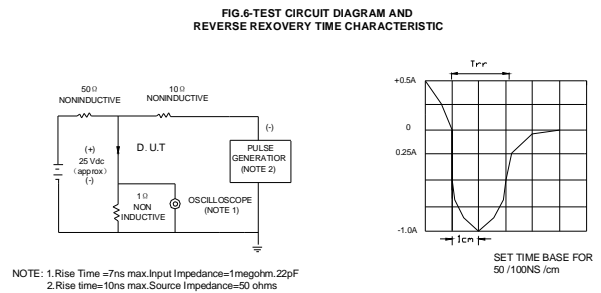 FIG.6-TEST CIRCUIT DIAGRAM AND
REVERSE REXOVERY TIME CHARACTERISTIC
50Ω
NONINDUCTIVE
10Ω
NONINDUCTIVE
(+)
25 Vdc
(approx)
(-)
D.U.T
1Ω
NON
INDUCTIVE
OSCILLOSCOPE
(NOTE 1)
(-)
PULSE
GENERATIOR
(NOTE 2)
Trr
+0.5A
0
0.25A
-1.0A
1cm
SET TIME BASE FOR
50 /100NS /cm
NOTE: 1.Rise Time =7ns max.Input Impedance=1megohm.22pF
2.Rise time=10ns max.Source Impedance=50 ohms